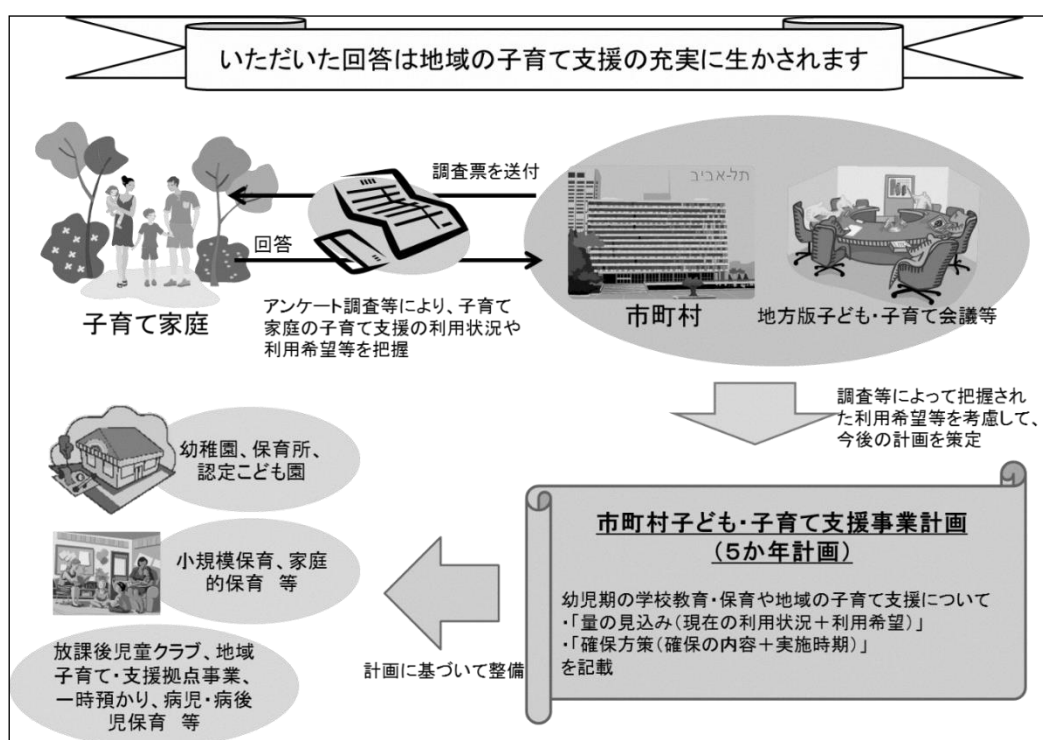 いただいた回答は地域の子育て支援の充実に生かされます
調査票を送付
回答
תל-אביב
子育て家庭
アンケート調査等により、子育て
家庭の子育て支援の利用状況や
利用希望等を把握
市町村
地方版子ども・子育て会議等
調査等によって把握され
た利用希望等を考慮して、
今後の計画を策定
幼稚園、保育所、
認定こども園
小規模保育、家庭
的保育 等
放課後児童クラブ、地域
子育て・支援拠点事業、
一時預かり、病児・病後
児保育 等
計画に基づいて整備
市町村子ども・子育て支援事業計画
（５か年計画）
幼児期の学校教育・保育や地域の子育て支援について
・「量の見込み（現在の利用状況＋利用希望）」
・「確保方策（確保の内容＋実施時期）」
を記載